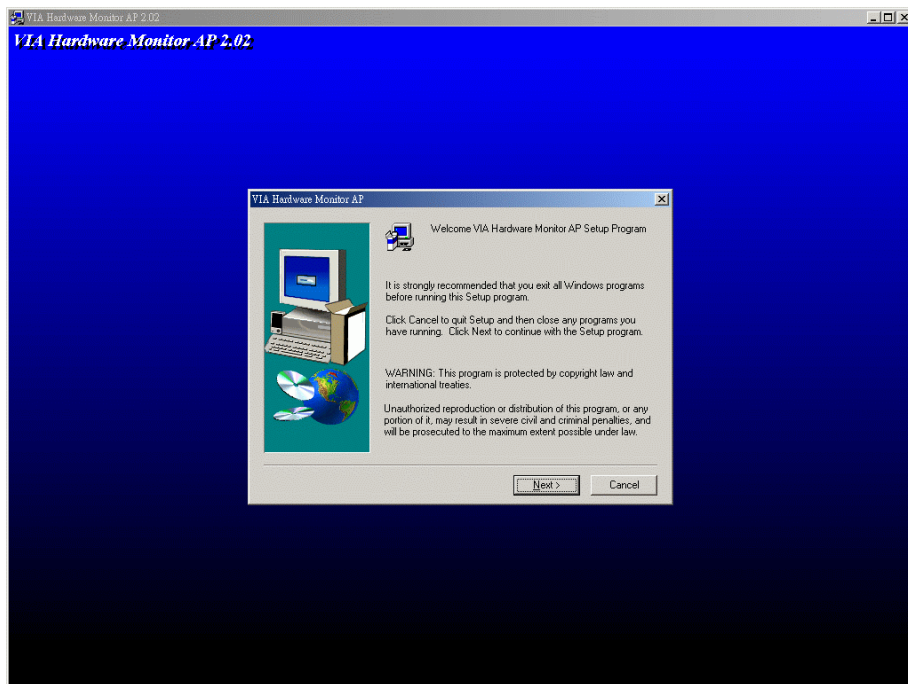 VIA Hardware Monitor AP 2.02
VIA Hardware Monitor AP 2.02
VIA Hardware Monitor AP
Welcome VIA Hardware Monitor AP Setup Program
It is strongly recommended that you exit all Windows programs
before running this Setup program.
Click Cancel to quit Setup and then close any programs you
have running. Click Next to continue with the Setup program.
WARNING: This program is protected by copyright law and
international treaties.
Unauthorized reproduction or distribution of this program, or any
portion of it, may result in severe civil and criminal penalties, and
will be prosecuted to the maximum extent possible under law.
Next >
Cancel